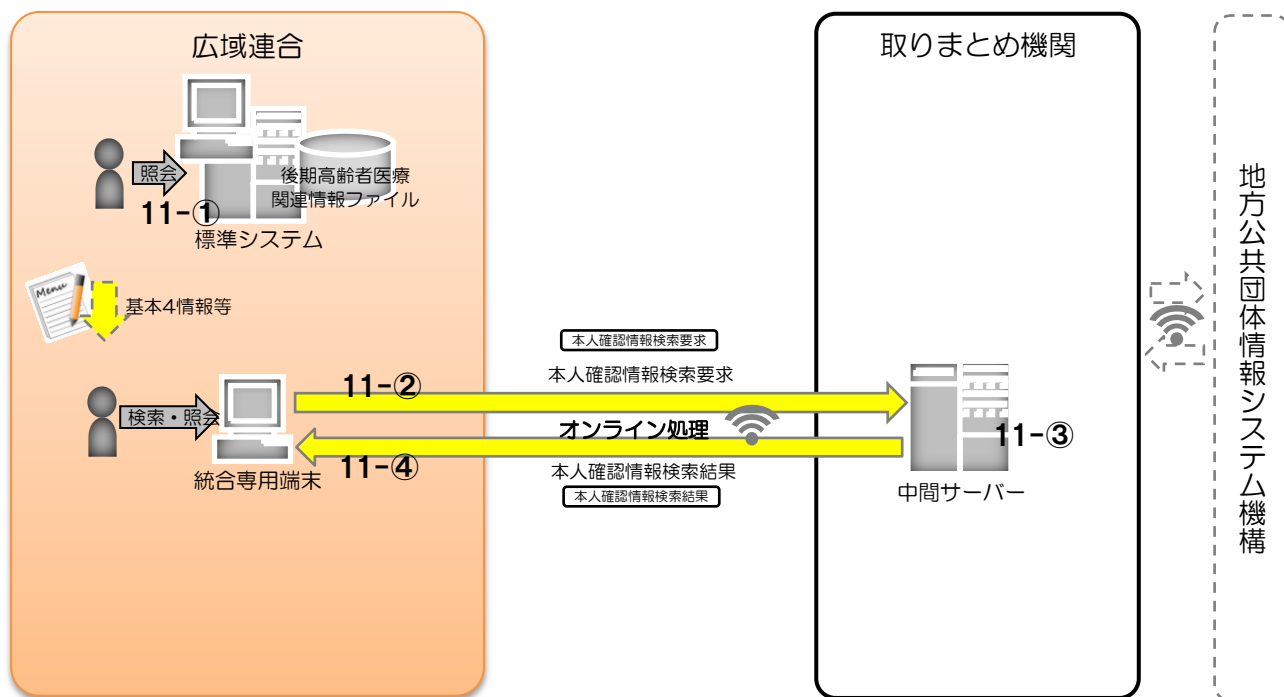 広域連合
照会
11-①
後期高齢者医療
関連情報ファイル
標準システム
Menu
基本4情報等
検索・照会
統合専用端末
本人確認情報検索要求
本人確認情報検索要求
11-②
オンライン処理
11-④
本人確認情報検索結果
本人確認情報検索結果
取りまとめ機関
11-③
中間サーバー
地方公共団体情報システム機構